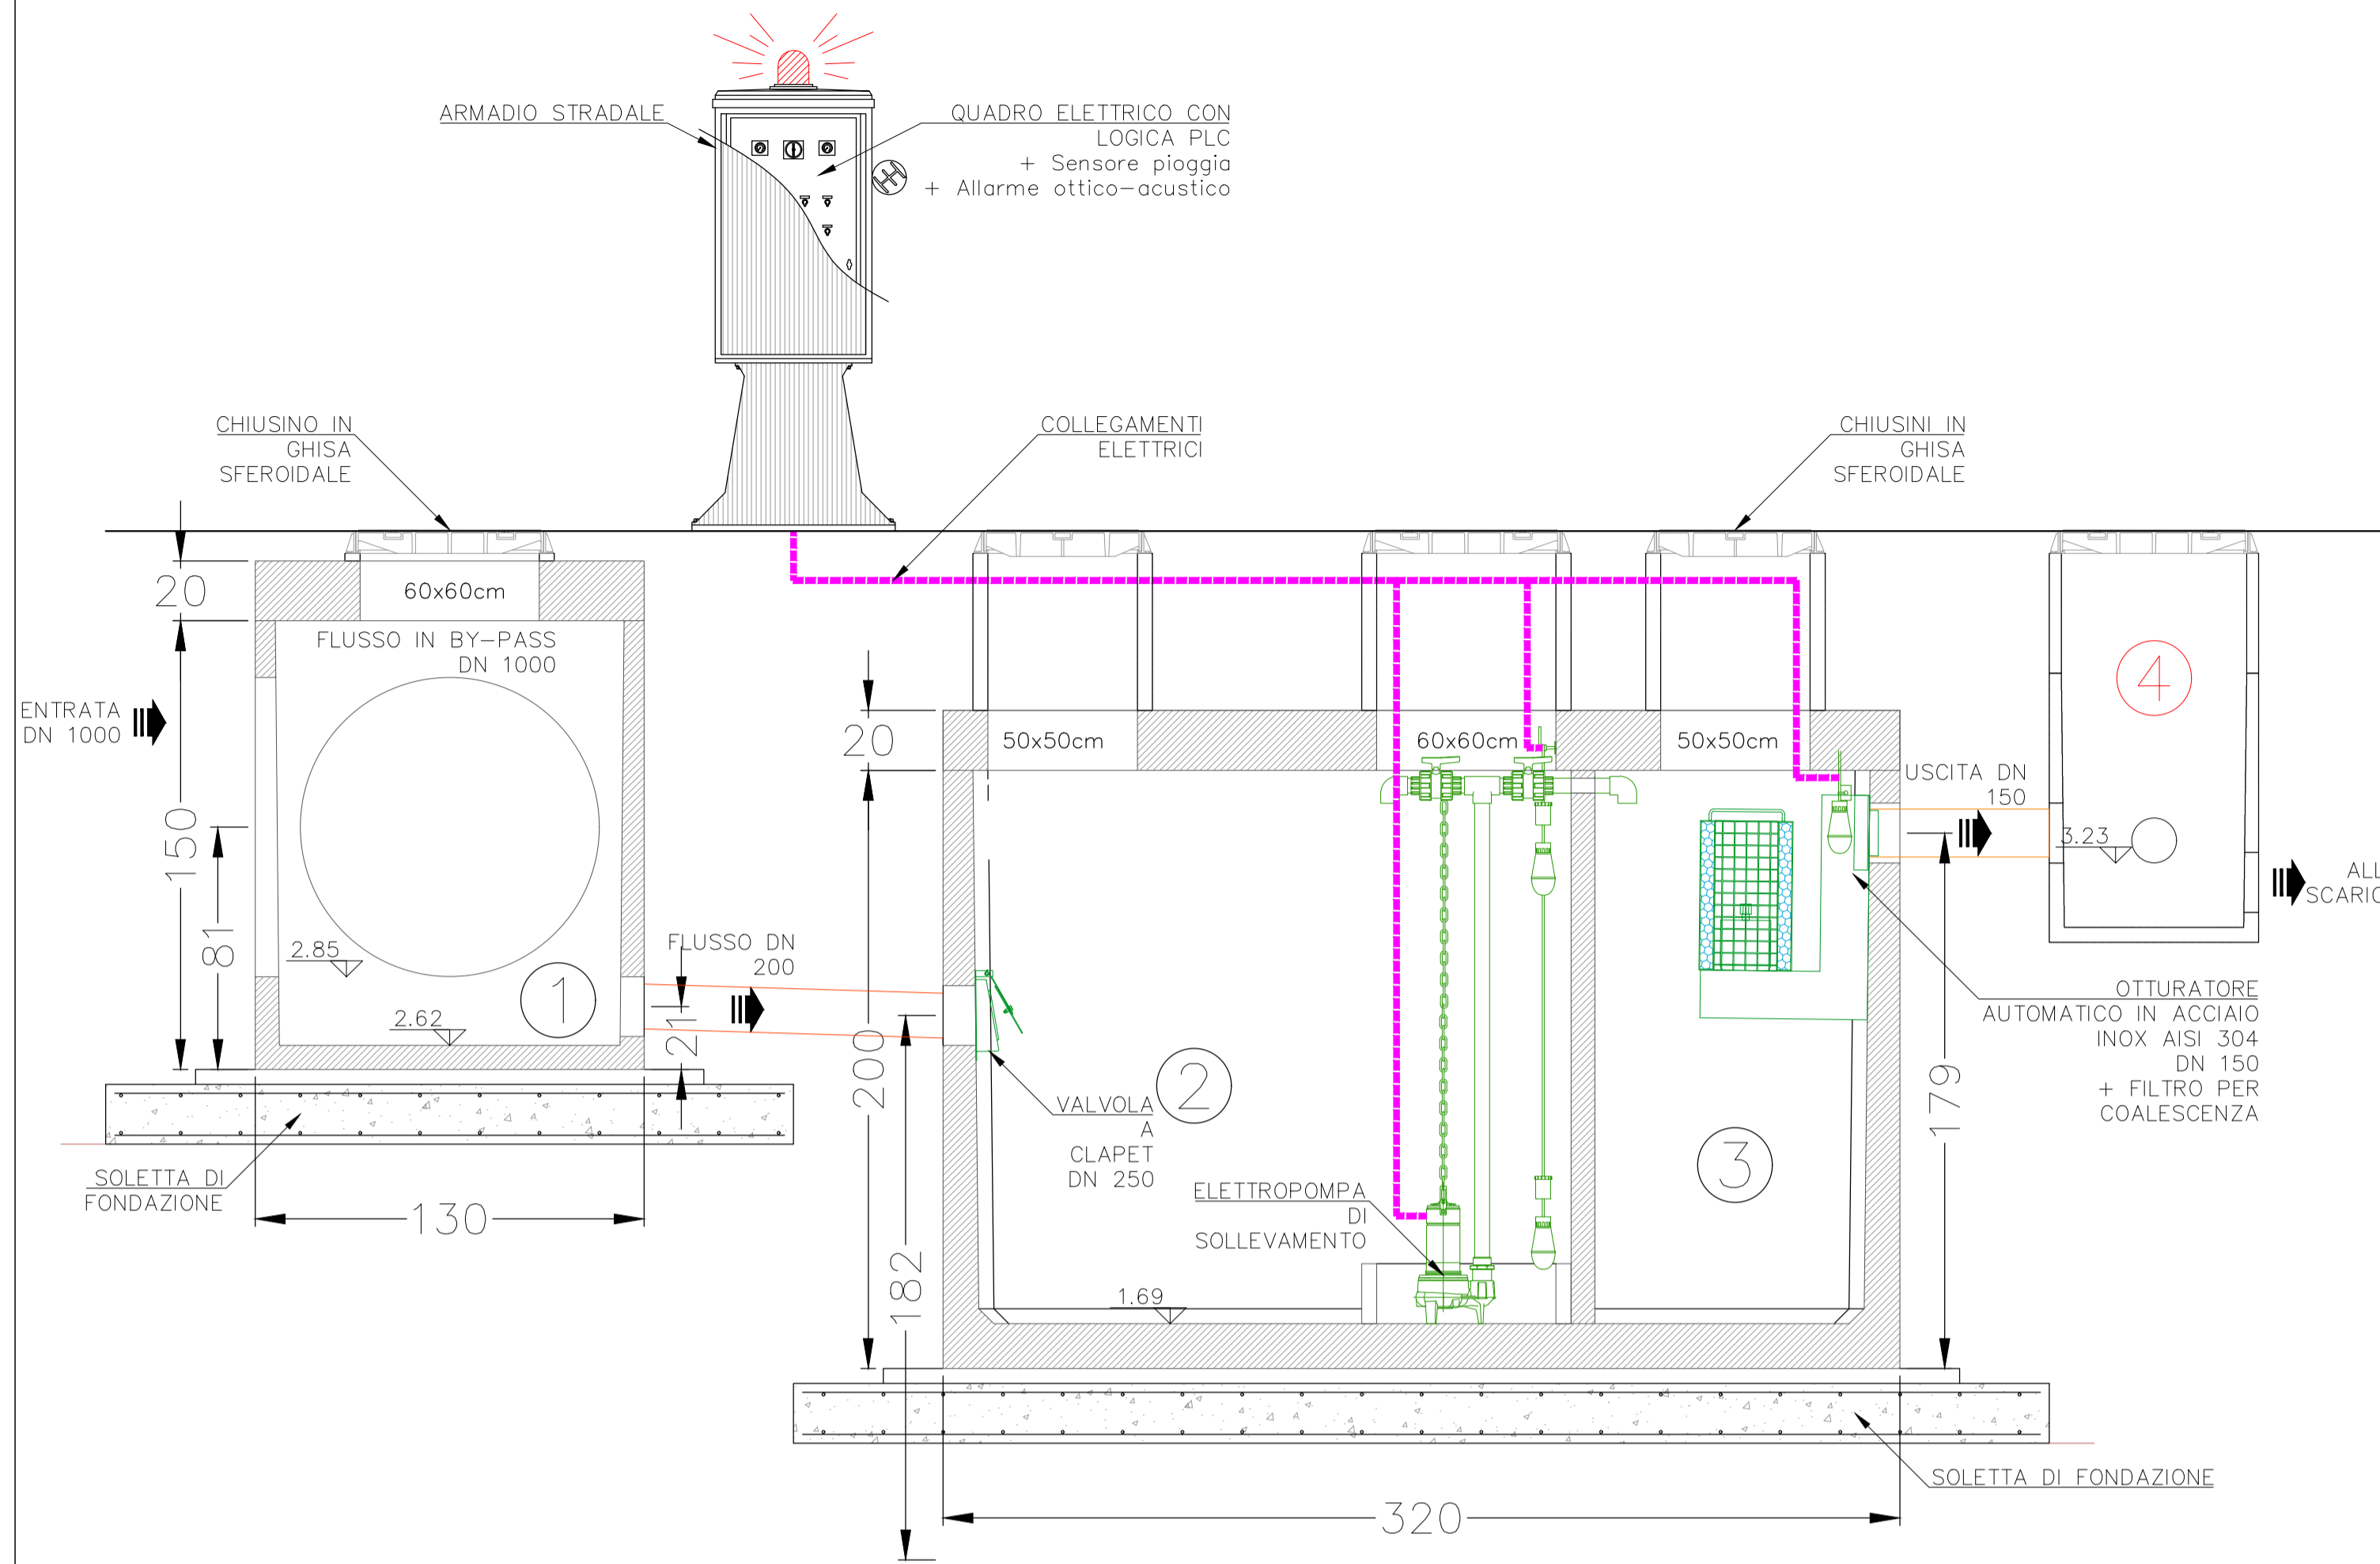 ARMADIO STRADALE
QUADRO ELETTRICO CON
LOGICA PLC
+ Sensore pioggia
+ Allarme ottico-acustico
CHIUSINO IN
GHISA
SFEROIDALE
COLLEGAMENTI
ELETTRICI
CHIUSINI IN
GHISA
SFEROIDALE
20
60x60cm
FLUSSO IN BY-PASS
DN 1000
ENTRATA
DN 1000
150
81
2.85
2.62
1
FLUSSO DN
200
21
SOLETTA DI
FONDAZIONE
130
20
50x50cm
60x60cm
50x50cm
200
182
VALVOLA
A
CLAPET
DN 250
2
ELETTROPOMPA
DI
SOLLEVAMENTO
1.69
3
USCITA DN
150
179
4
3.23
ALL
SCARIC
OTTURATORE
AUTOMATICO IN ACCIAIO
INOX AISI 304
DN 150
+ FILTRO PER
COALESCENZA
SOLETTA DI FONDAZIONE
320